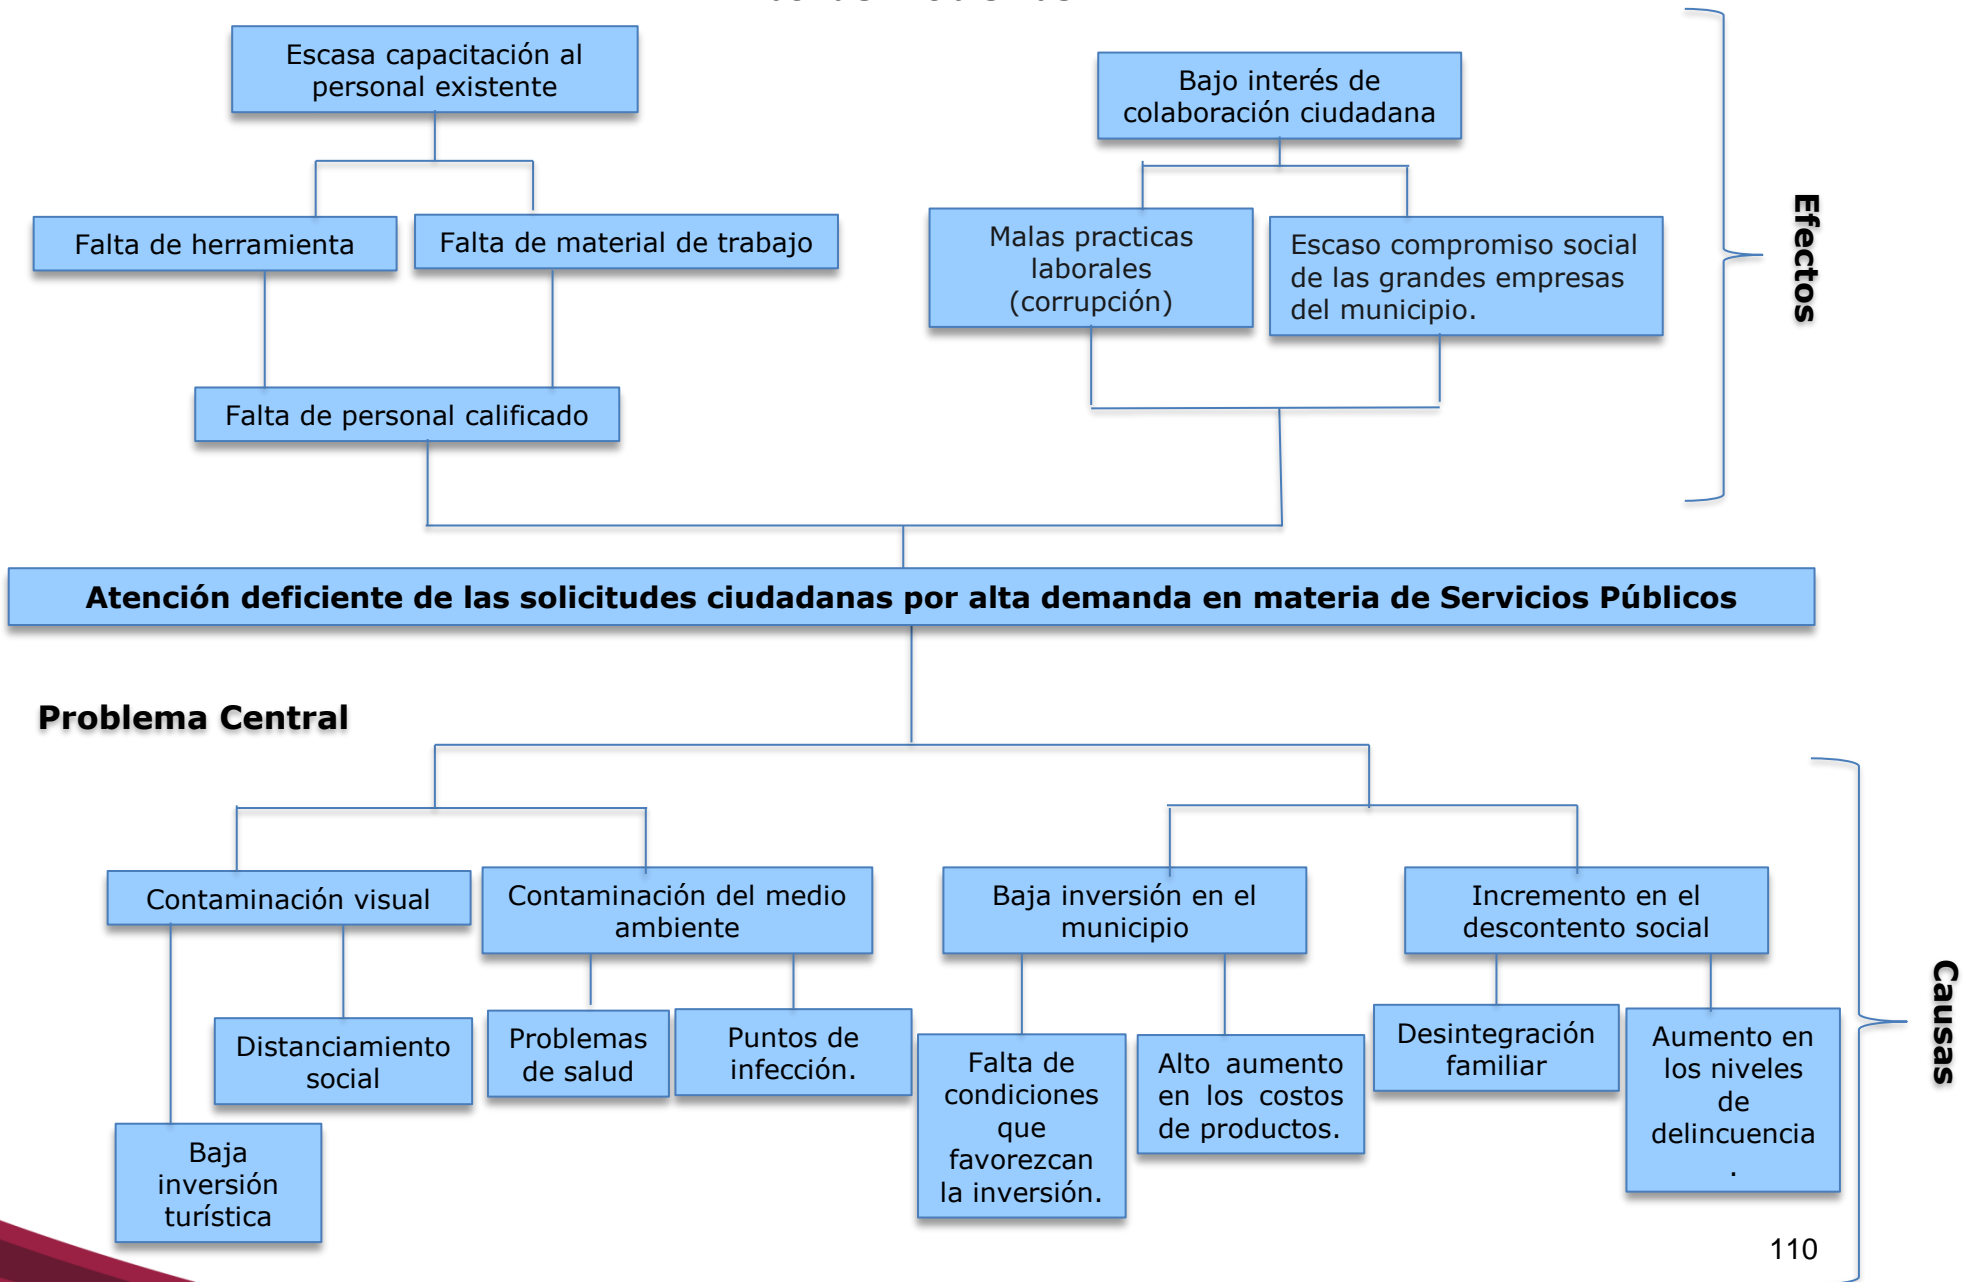 Escasa capacitación al
personal existente
Bajo interés de
colaboración ciudadana
Efectos
Falta de herramienta
Falta de material de trabajo
Malas practicas
laborales
(corrupción)
Escaso compromiso social
de las grandes empresas
del municipio.
Falta de personal calificado
Atención deficiente de las solicitudes ciudadanas por alta demanda en materia de Servicios Públicos
Problema Central
Contaminación visual
Contaminación del medio
ambiente
Baja inversión en el
municipio
Incremento en el
descontento social
Causas
Baja
inversión
turística
Distanciamiento
social
Problemas
de salud
Puntos de
infección.
Falta de
condiciones
que
favorezcan
la inversión.
Alto aumento
en los costos
de productos.
Desintegración
familiar
Aumento en
los niveles
de
delincuencia
.
110